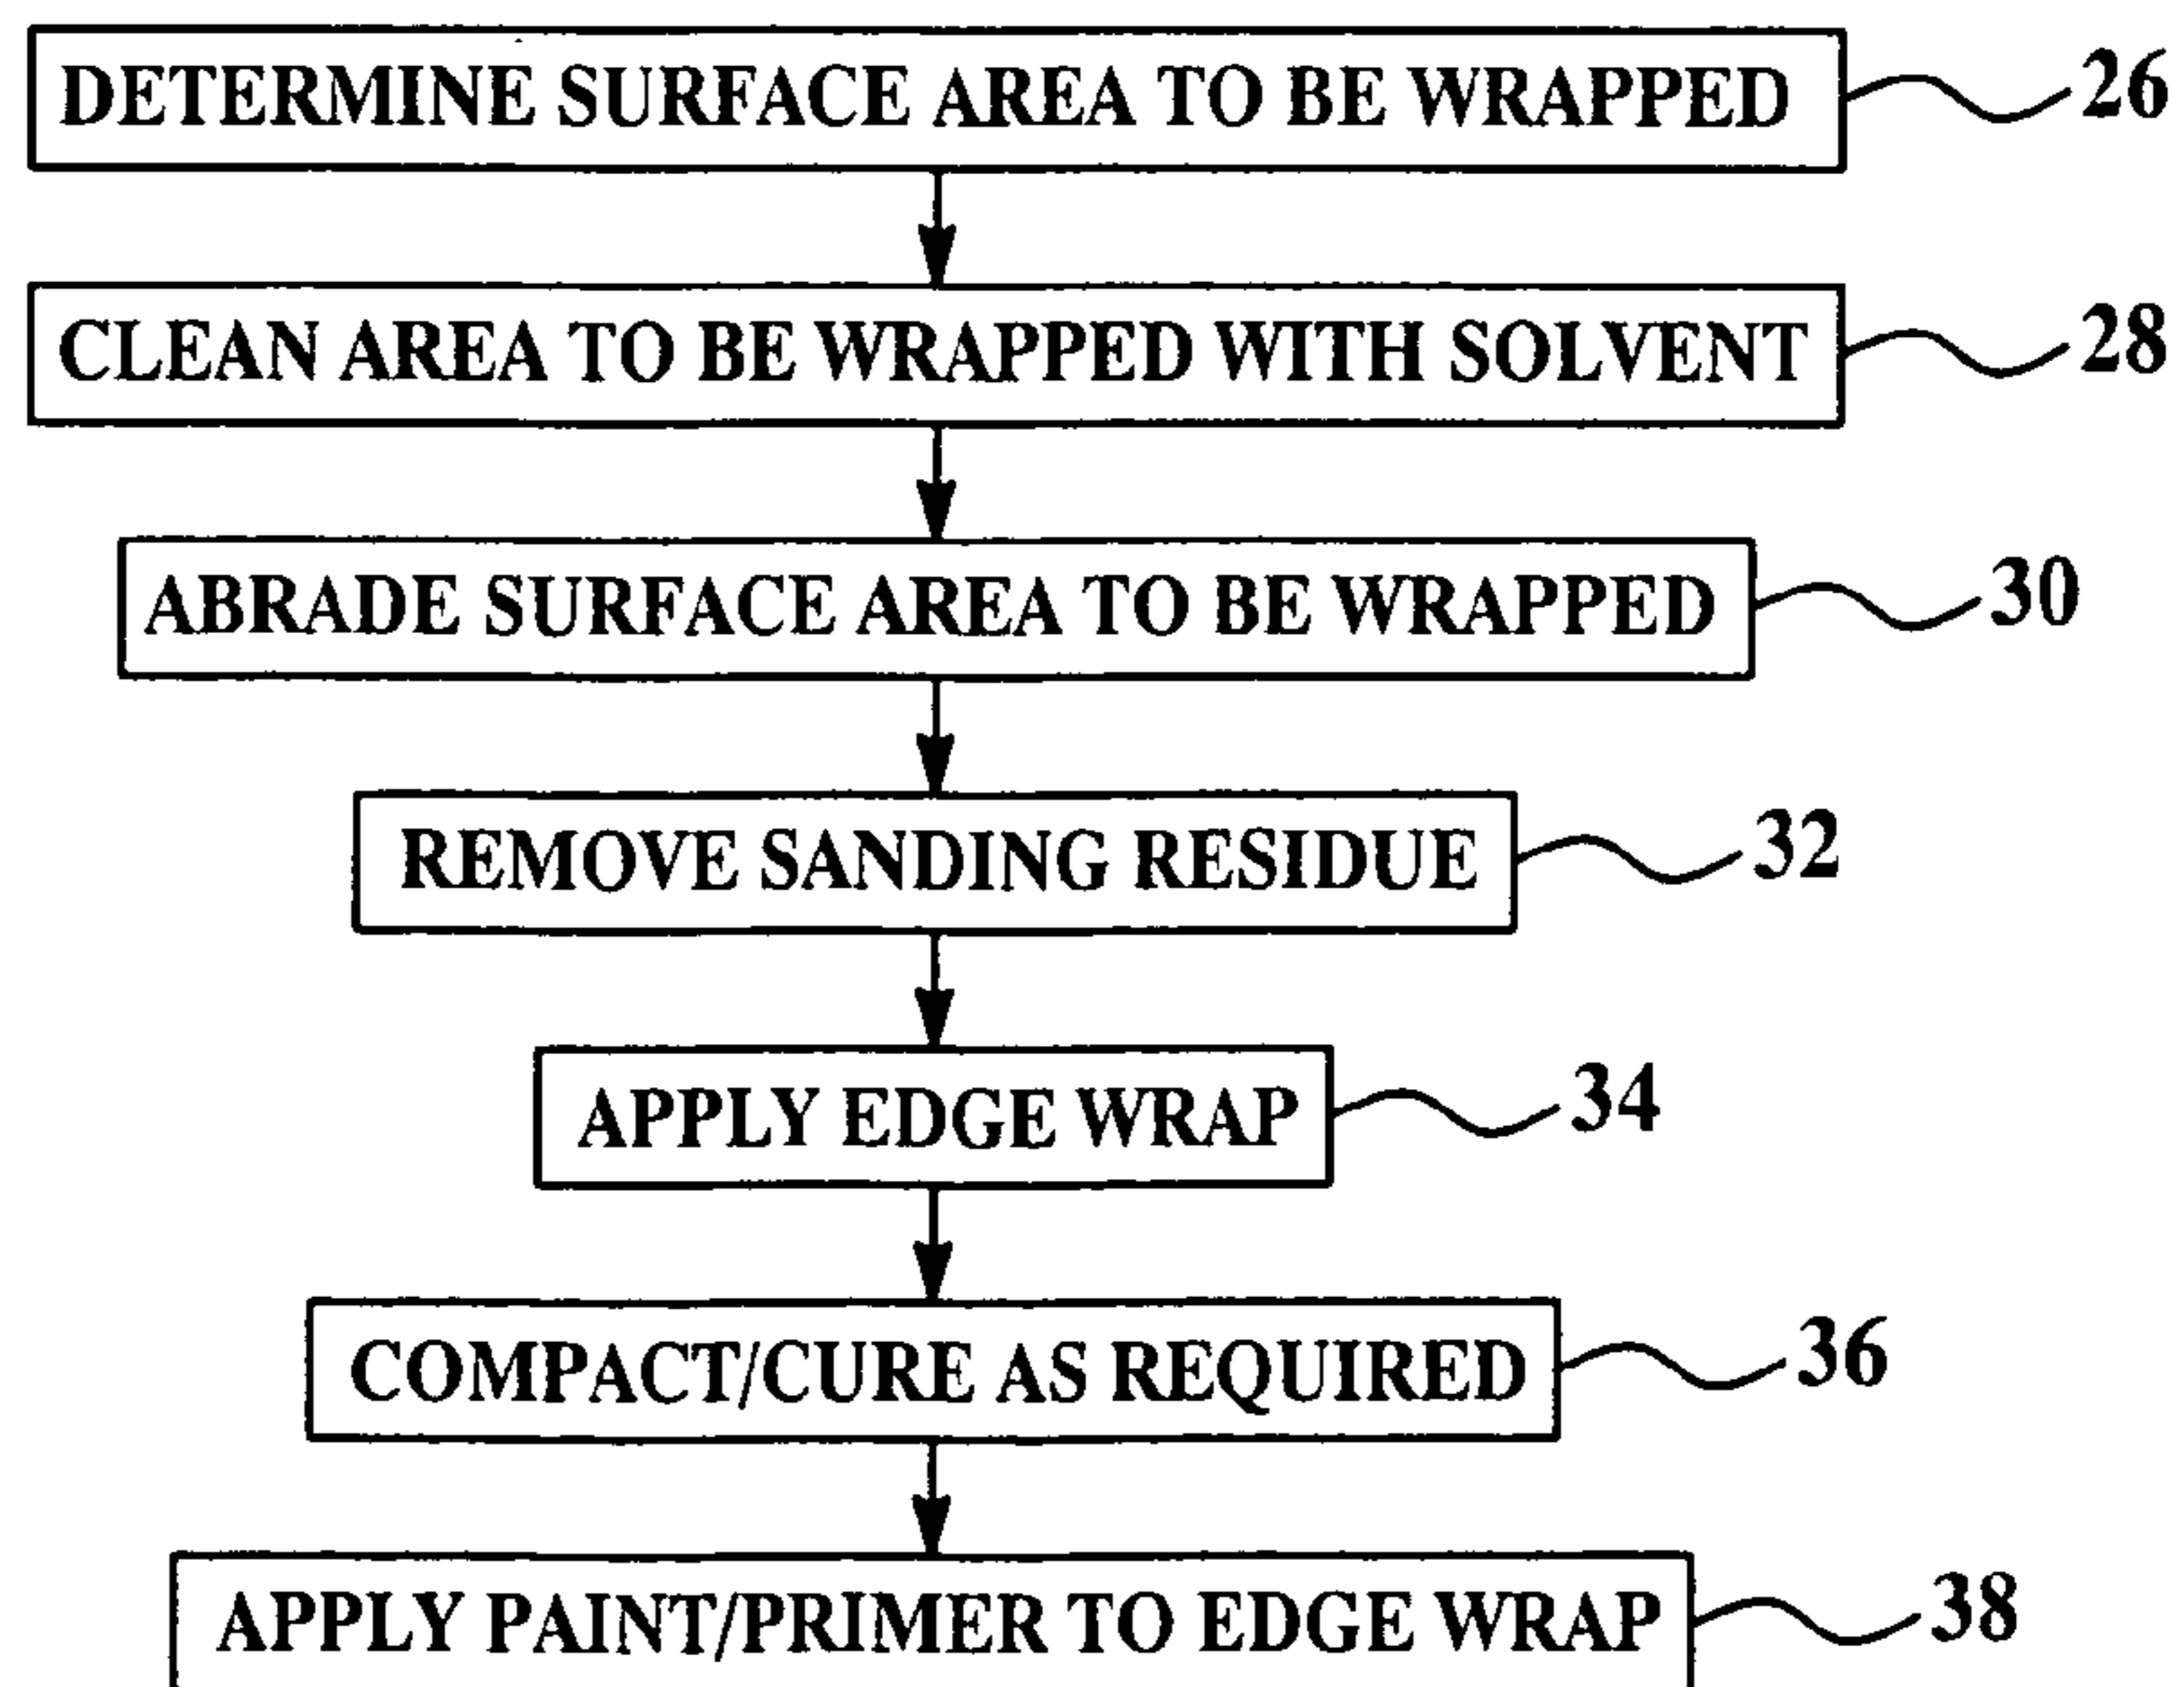 DETERMINE SURFACE AREA TO BE WRAPPED 26
CLEAN AREA TO BE WRAPPED WITH SOLVENT 28
ABRADE SURFACE AREA TO BE WRAPPED 30
REMOVE SANDING RESIDUE 32
APPLY EDGE WRAP 34
COMPACT/CURE AS REQUIRED 36
APPLY PAINT/PRIMER TO EDGE WRAP 38